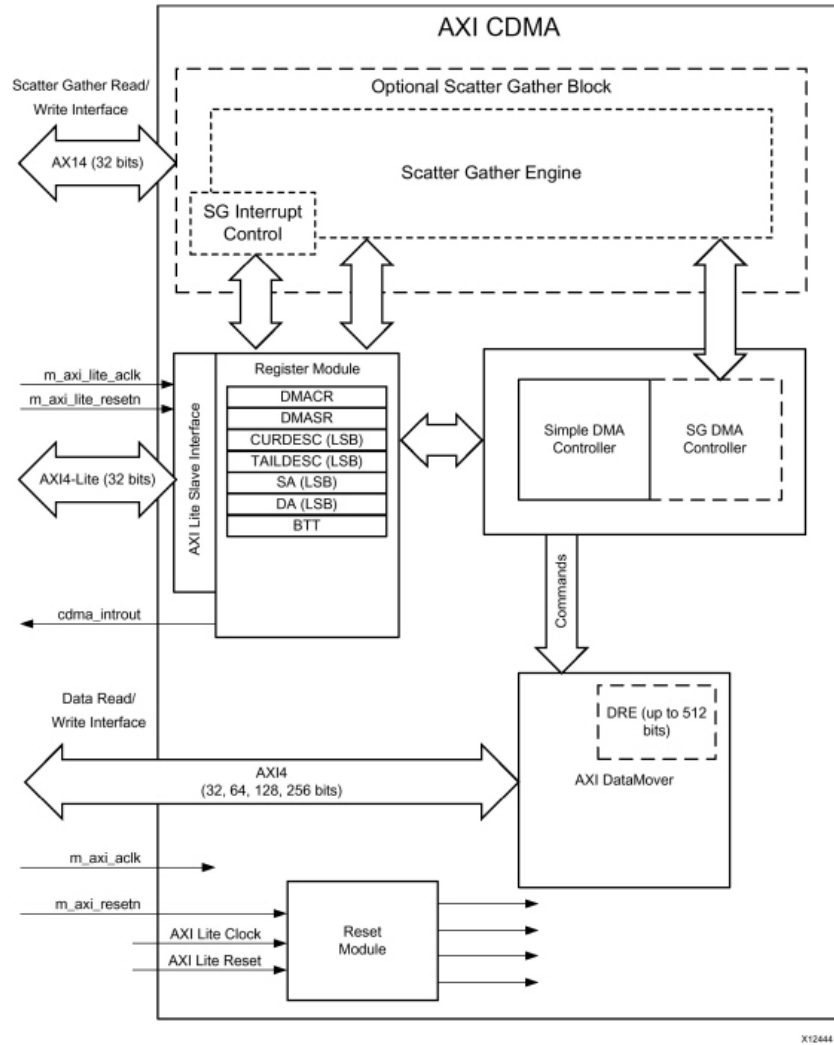 AXI CDMA
Optional Scatter Gather Block
Scatter Gather Read/
Write Interface
AX14 (32 bits)
Scatter Gather Engine
SG Interrupt
Control
m_axi_lite_aclk
m_axi_lite_resetn
AXI4-Lite (32 bits)
AXI Lite Slave Interface
Register Module
DMACR
DMASR
CURDESC (LSB)
TAILDESC (LSB)
SA (LSB)
DA (LSB)
BTT
Simple DMA
Controller
SG DMA
Controller
cdma_introut
Commands
Data Read/
Write Interface
AXI4
(32, 64, 128, 256 bits)
DRE (up to 512
bits)
AXI DataMover
m_axi_aclk
m_axi_resetn
AXI Lite Clock
AXI Lite Reset
Reset
Module
X12444